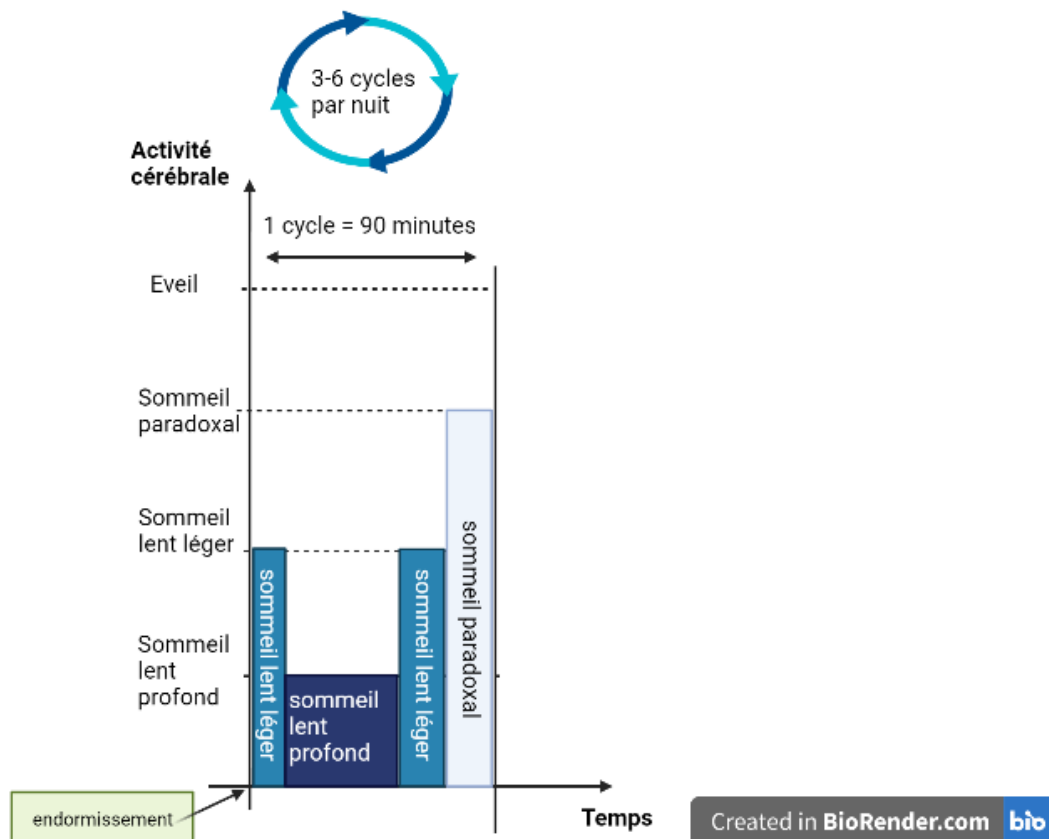 3-6 cycles
par nuit
Activité
cérébrale
1 cycle = 90 minutes
Eveil
Sommeil
paradoxal
Sommeil
lent léger
Sommeil
lent
profond
sommeil lent léger
sommeil
lent
profond
sommeil lent léger
sommeil paradoxal
endormissement
Temps
Created in BioRender.com bio